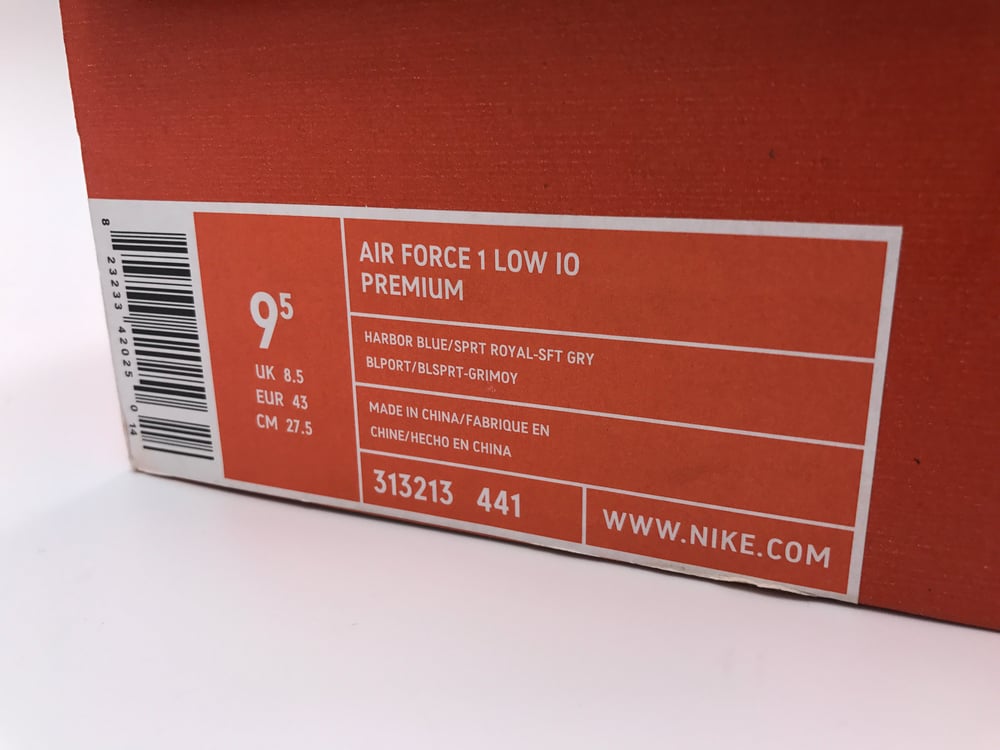 8 23233 42025 0 14
9⁵
UK 8.5
EUR 43
CM 27.5
AIR FORCE 1 LOW IO
PREMIUM
HARBOR BLUE/SPRT ROYAL-SFT GRY
BLPORT/BLSPRT-GRIMOY
MADE IN CHINA/FABRIQUE EN
CHINE/HECHO EN CHINA
313213 441
WWW.NIKE.COM